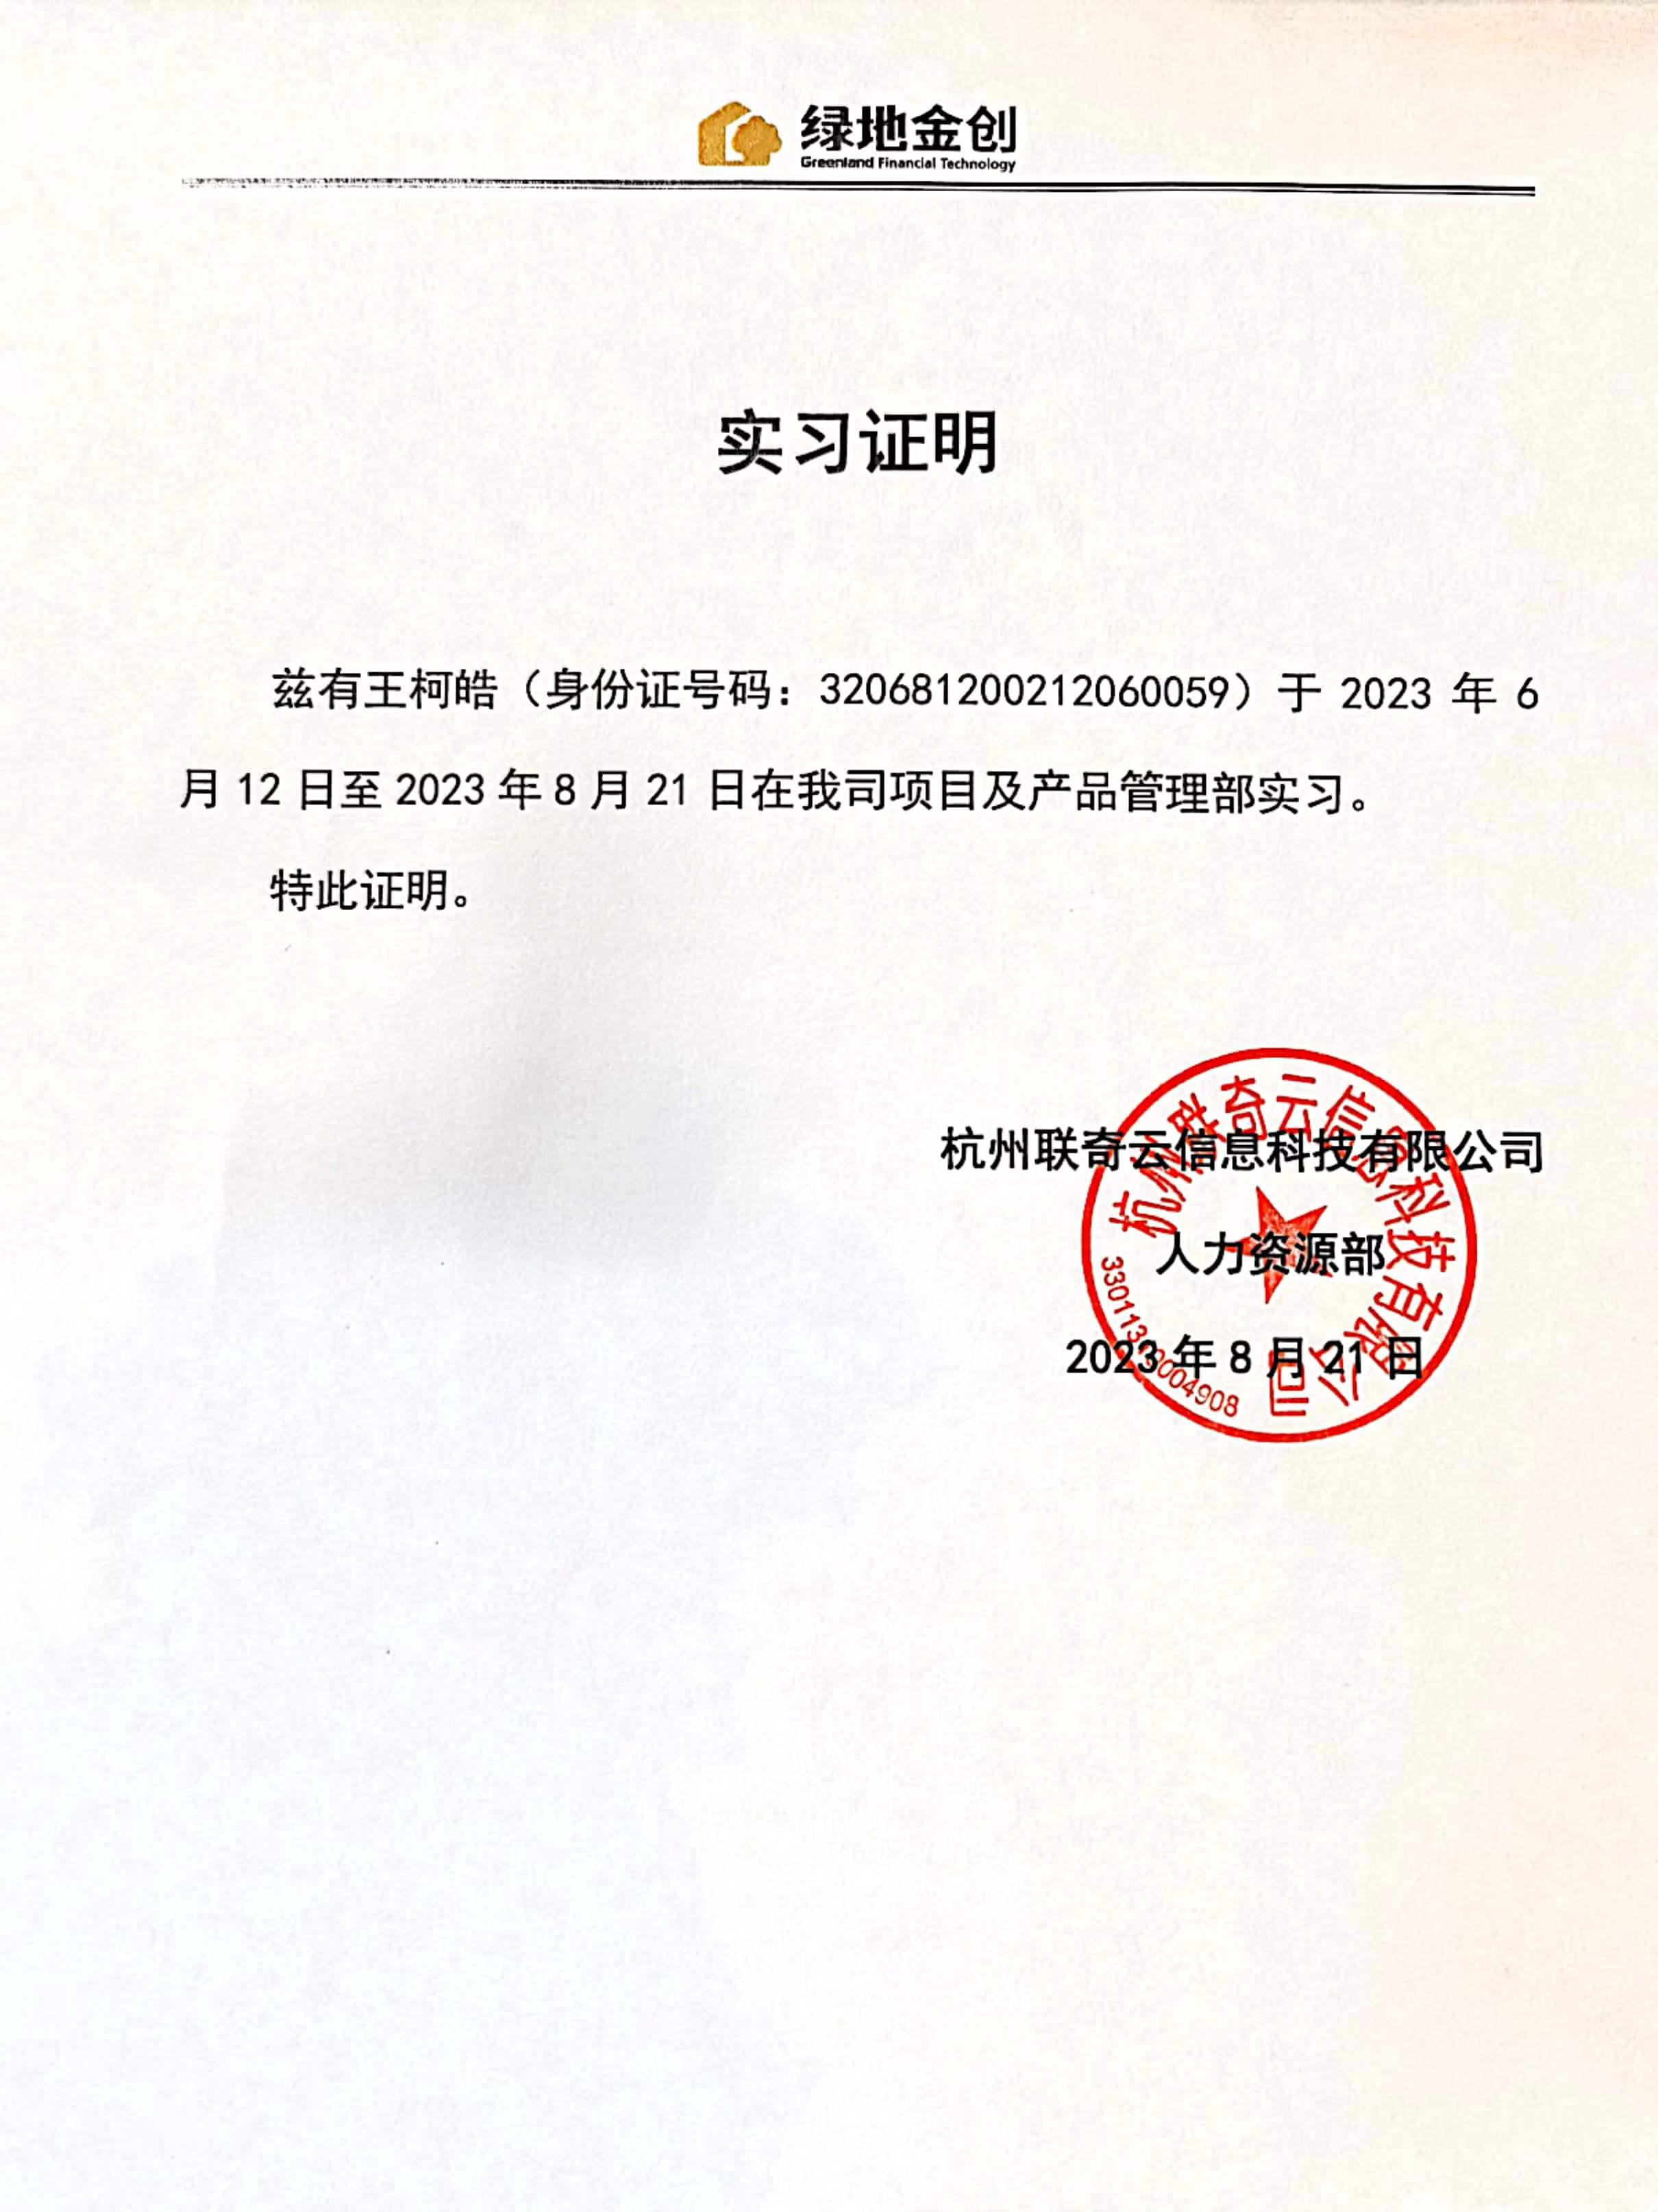 绿地金创
Greenland Financial Technology
实习证明
兹有王柯皓（身份证号码：320681200212060059）于 2023 年 6
月 12 日至 2023 年 8 月 21 日在我司项目及产品管理部实习。
特此证明。
杭州联奇云信息科技有限公司
人力资源部
2023 年 8 月 21 日
杭州联奇云信息科技有限公司